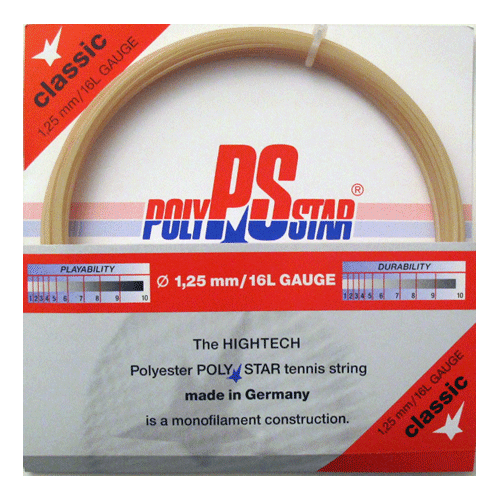 classic
1,25 mm/16L GAUGE
PS
POLY STAR ®
PLAYABILITY
1 2 3 4 5 6 7 8 9 10
Ø 1,25 mm/16L GAUGE
DURABILITY
1 2 3 4 5 6 7 8 9 10
The HIGHTECH
Polyester POLY STAR tennis string
made in Germany
is a monofilament construction.
1,25 mm/16L GAUGE
classic